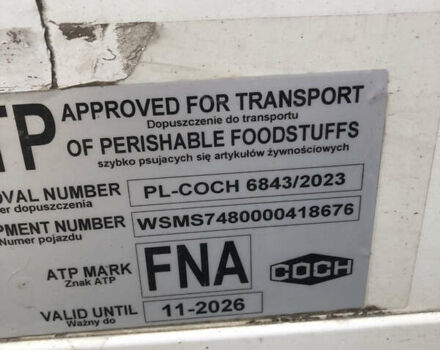 TP APPROVED FOR TRANSPORT
Dopuszczenie do transportu
OF PERISHABLE FOODSTUFFS
szybko psujących się artykułów żywnościowych
OVAL NUMBER PL-COCH 6843/2023
er dopuszczenia
PMENT NUMBER WSMS7480000418676
Numer pojazdu
ATP MARK FNA COCH
Znak ATP
VALID UNTIL 11-2026
Ważny do